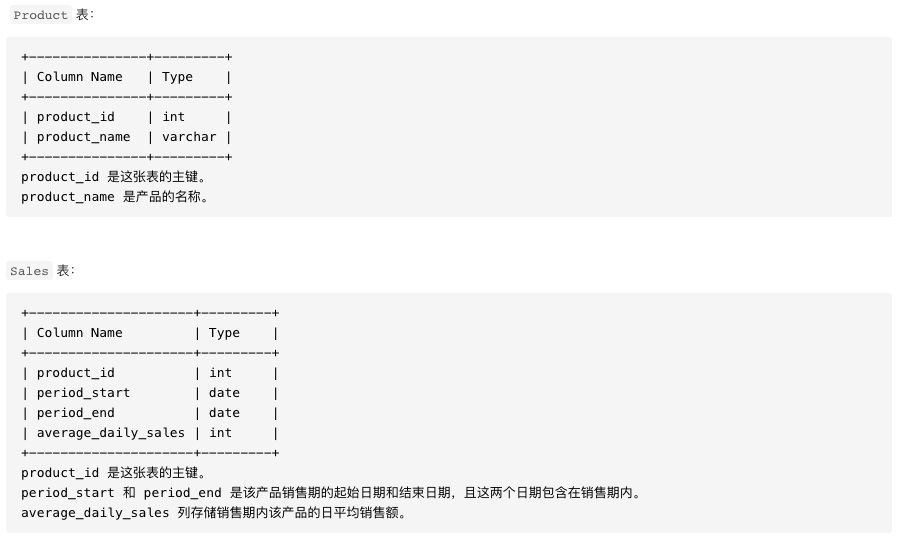 Product 表：
+---------------+---------+
| Column Name   | Type    |
+---------------+---------+
| product_id    | int     |
| product_name  | varchar |
+---------------+---------+
product_id 是这张表的主键。
product_name 是产品的名称。
Sales 表：
+---------------------+---------+
| Column Name         | Type    |
+---------------------+---------+
| product_id          | int     |
| period_start        | date    |
| period_end          | date    |
| average_daily_sales | int     |
+---------------------+---------+
product_id 是这张表的主键。
period_start 和 period_end 是该产品销售期的起始日期和结束日期，且这两个日期包含在销售期内。
average_daily_sales 列存储销售期内该产品的日平均销售额。